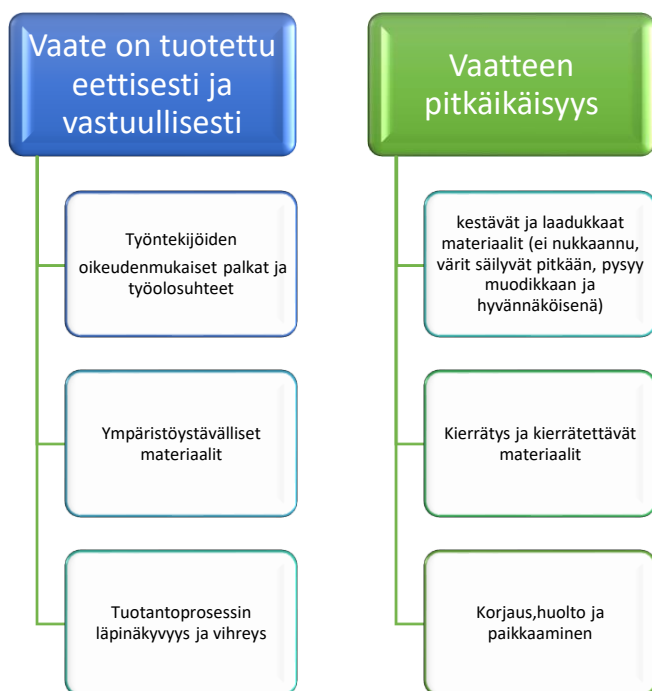 Vaate on tuotettu
eettisesti ja
vastuullisesti
Työntekijöiden
oikeudenmukaiset palkat ja
työolosuhteet
Ympäristöystävälliset
materiaalit
Tuotantoprosessin
läpinäkyvyys ja vihreys
Vaatteen
pitkäikäisyys
kestävät ja laadukkaat
materiaalit (ei nukkaannu,
värit säilyvät pitkään, pysyy
muodikkaan ja
hyvännäköisenä)
Kierrätys ja kierrätettävät
materiaalit
Korjaus,huolto ja
paikkaaminen